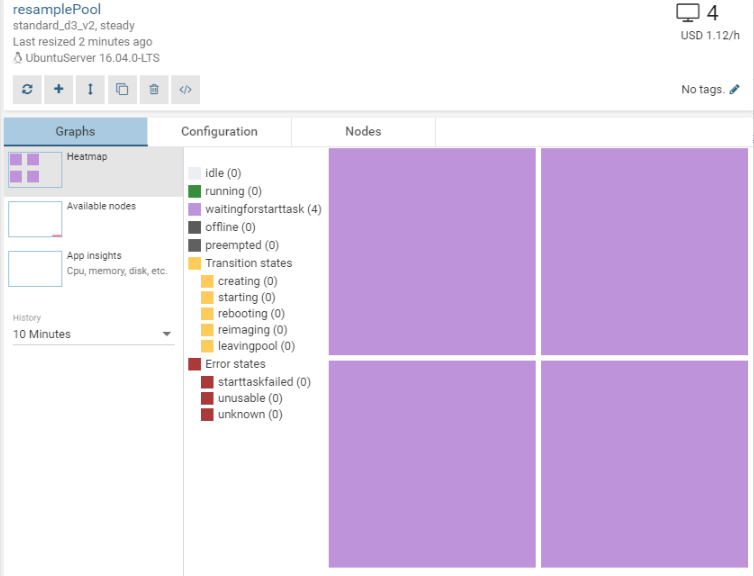 resamplePool
4
standard_d3_v2, steady
USD 1.12/h
Last resized 2 minutes ago
UbuntuServer 16.04.0-LTS
No tags.
Graphs
Configuration
Nodes
Heatmap
Available nodes
App insights
Cpu, memory, disk, etc.
History
10 Minutes
idle (0)
running (0)
waitingforstarttask (4)
offline (0)
preempted (0)
Transition states
creating (0)
starting (0)
rebooting (0)
reimaging (0)
leavingpool (0)
Error states
starttaskfailed (0)
unusable (0)
unknown (0)